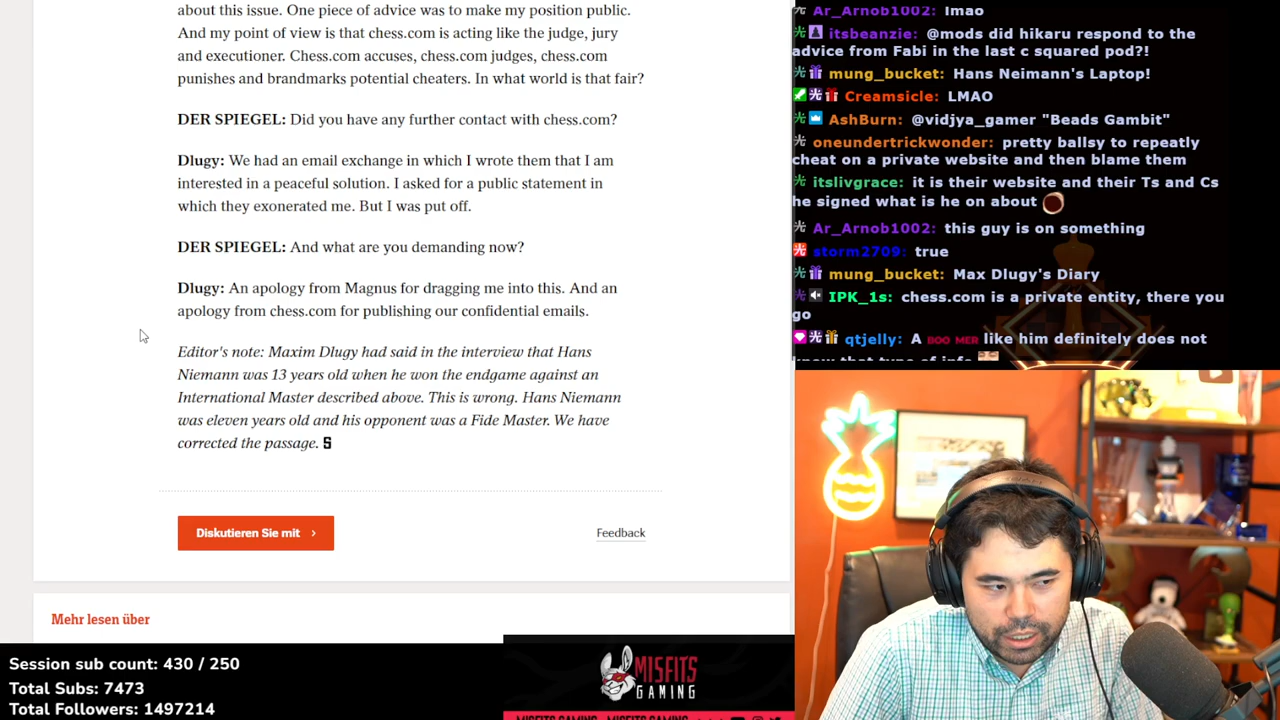 about this issue. One piece of advice was to make my position public.
And my point of view is that chess.com is acting like the judge, jury
and executioner. Chess.com accuses, chess.com judges, chess.com
punishes and brandmarks potential cheaters. In what world is that fair?
DER SPIEGEL: Did you have any further contact with chess.com?
Dlugy: We had an email exchange in which I wrote them that I am
interested in a peaceful solution. I asked for a public statement in
which they exonerated me. But I was put off.
DER SPIEGEL: And what are you demanding now?
Dlugy: An apology from Magnus for dragging me into this. And an
apology from chess.com for publishing our confidential emails.
Editor's note: Maxim Dlugy had said in the interview that Hans
Niemann was 13 years old when he won the endgame against an
International Master described above. This is wrong. Hans Niemann
was eleven years old and his opponent was a Fide Master. We have
corrected the passage. S
Diskutieren Sie mit
Feedback
Mehr lesen über
Session sub count: 430 / 250
Total Subs: 7473
Total Followers: 1497214
MISFITS
GAMING
MISFITS GAMING - MISFITS GAMING
Ar_Arnob1002: lmao
itsbeanzie: @mods did hikaru respond to the
advice from Fabi in the last c squared pod?!
mung_bucket: Hans Neimann's Laptop!
Creamsicle: LMAO
AshBurn: @vidjya_gamer "Beads Gambit"
oneundertrickwonder: pretty ballsy to repeatly
cheat on a private website and then blame them
itslivgrace: it is their website and their Ts and Cs
he signed what is he on about
Ar_Arnob1002: this guy is on something
storm2709: true
mung_bucket: Max Dlugy's Diary
IPK_1s: chess.com is a private entity, there you
go
qtjelly: A BOOMER like him definitely does not
know that type of info